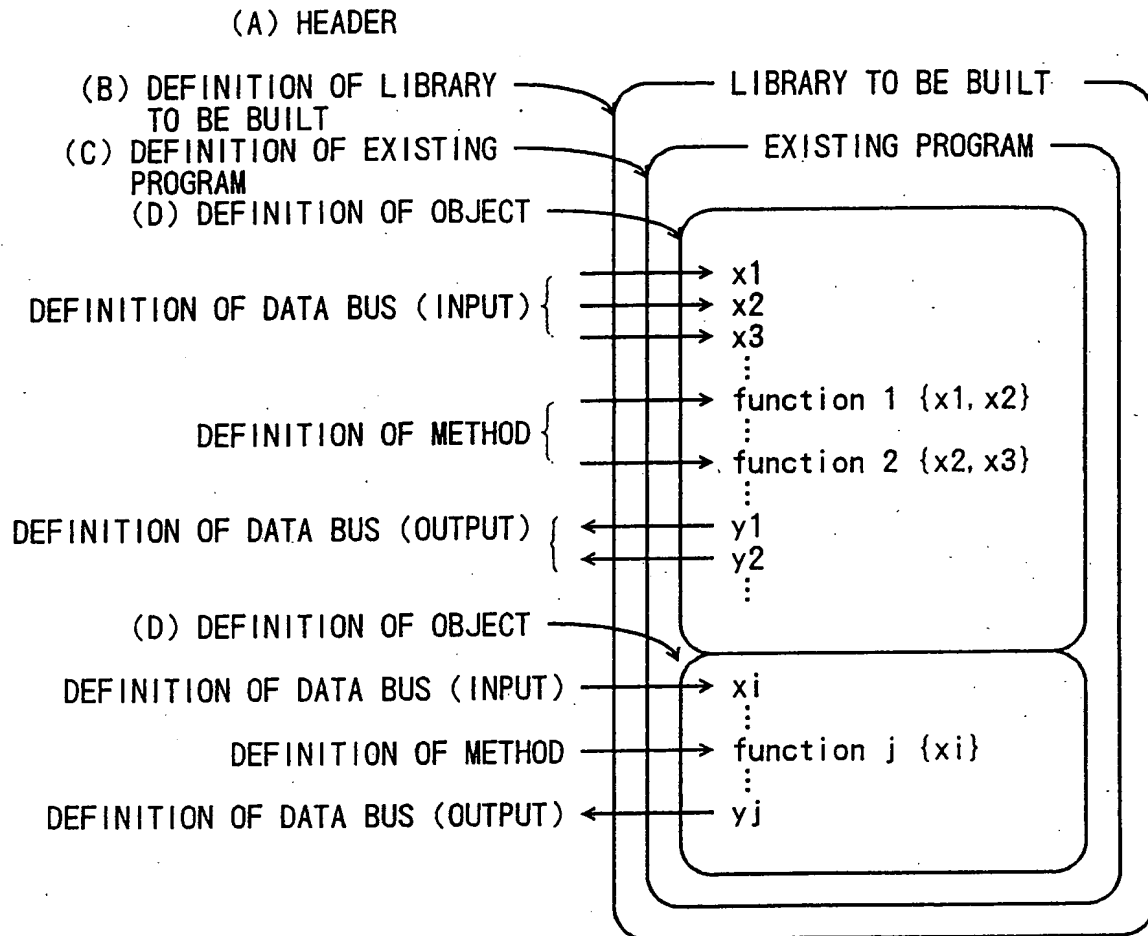 (A) HEADER
(B) DEFINITION OF LIBRARY TO BE BUILT
LIBRARY TO BE BUILT
(C) DEFINITION OF EXISTING PROGRAM
EXISTING PROGRAM
(D) DEFINITION OF OBJECT
DEFINITION OF DATA BUS (INPUT)
x1
x2
x3
⋮
DEFINITION OF METHOD
function 1 {x1, x2}
⋮
function 2 {x2, x3}
⋮
DEFINITION OF DATA BUS (OUTPUT)
y1
y2
⋮
(D) DEFINITION OF OBJECT
DEFINITION OF DATA BUS (INPUT)
xi
⋮
DEFINITION OF METHOD
function j {xi}
⋮
DEFINITION OF DATA BUS (OUTPUT)
yj